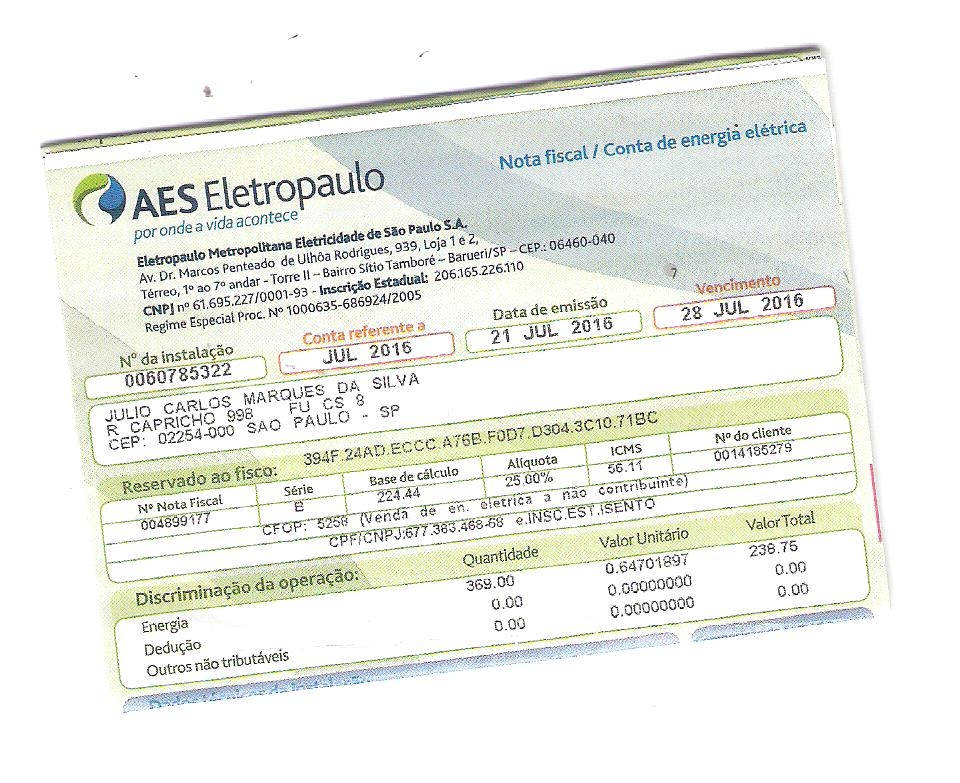 AES Eletropaulo
por onde a vida acontece
Nota fiscal / Conta de energia elétrica
Eletropaulo Metropolitana Eletricidade de São Paulo S.A.
Av. Dr. Marcos Penteado de Ulhôa Rodrigues, 939, Loja 1 e 2,
Térreo, 1º ao 7º andar - Torre II – Bairro Sítio Tamboré – Barueri/SP – CEP.: 06460-040
CNPJ nº 61.695.227/0001-93 - Inscrição Estadual: 206.165.226.110
Regime Especial Proc. Nº 1000635-686924/2005
Nº da instalação Conta referente a Data de emissão Vencimento
0060785322 JUL 2016 21 JUL 2016 28 JUL 2016
JULIO CARLOS MARQUES DA SILVA
R CAPRICHO 998 FU CS 8
CEP: 02254-000 SAO PAULO - SP
Reservado ao fisco: 394F.24AD.ECCC.A76B.F0D7.D304.3C10.71BC
Nº Nota Fiscal Série Base de cálculo Alíquota ICMS Nº do cliente
004899177 B 224.44 25.00% 56.11 0014185279
CFOP: 5258 (Venda de en. eletrica a não contribuinte)
CPF/CNPJ:677.383.468-68 e.INSC.EST.ISENTO
Discriminação da operação: Quantidade Valor Unitário Valor Total
Energia 369.00 0.64701897 238.75
Dedução 0.00 0.00000000 0.00
Outros não tributáveis 0.00 0.00000000 0.00